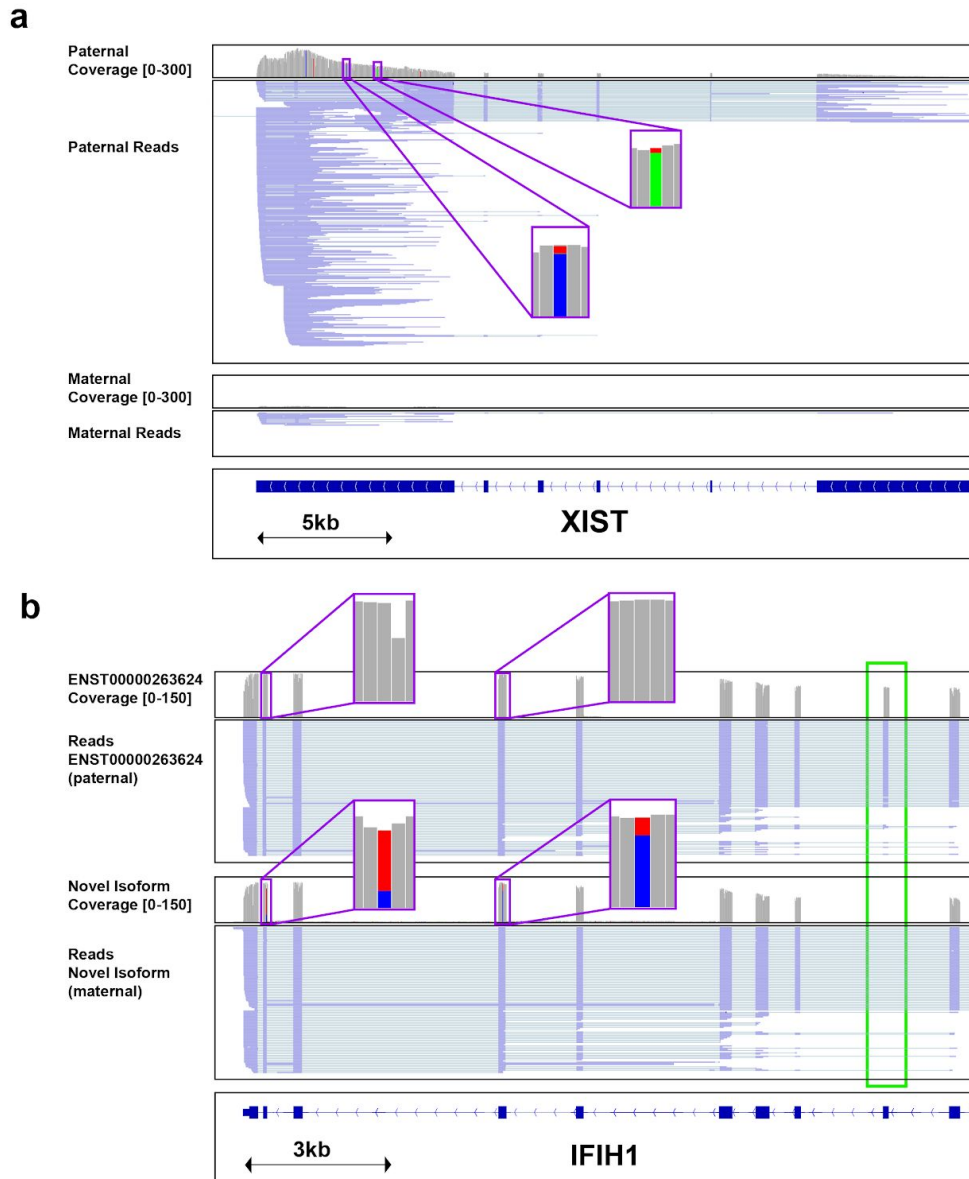 a
Paternal
Coverage [0-300]
Paternal Reads
Maternal
Coverage [0-300]
Maternal Reads
XIST
5kb
b
ENST00000263624
Coverage [0-150]
Reads
ENST00000263624
(paternal)
Novel Isoform
Coverage [0-150]
Reads
Novel Isoform
(maternal)
3kb
IFIH1